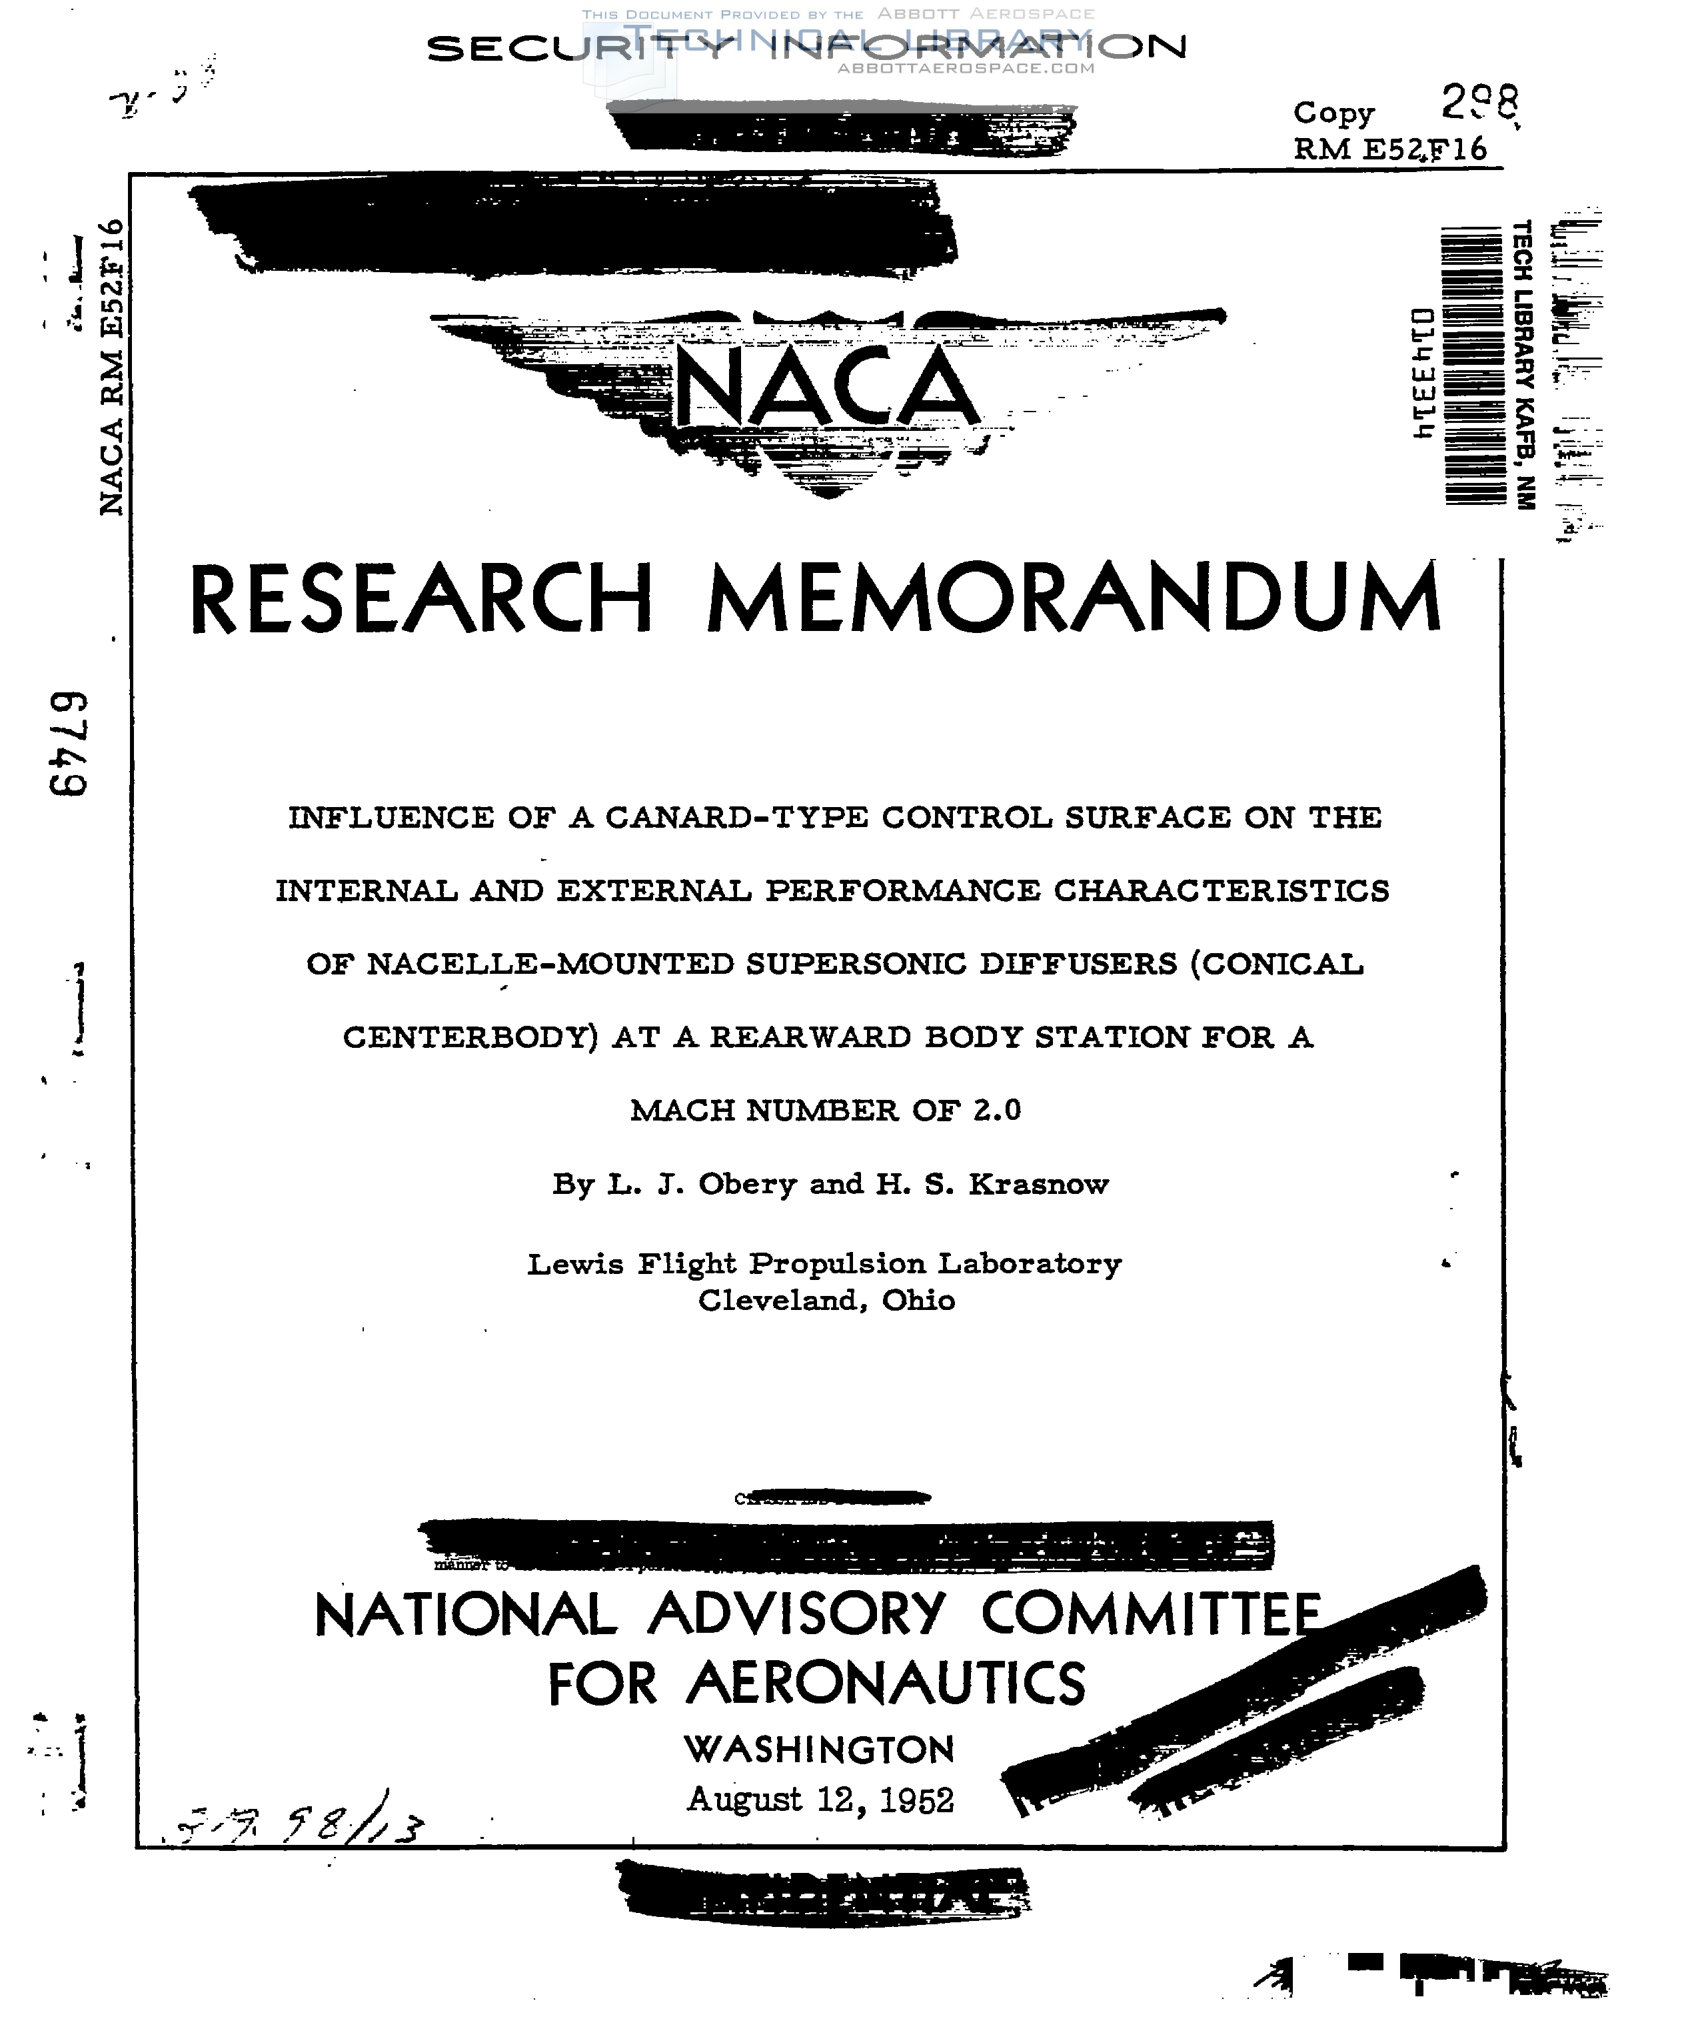 THIS DOCUMENT PROVIDED BY THE ABBOTT AEROSPACE
TECHNICAL LIBRARY
ABBOTTAEROSPACE.COM
SECURITY INFORMATION
Copy 298
RM E52F16
NACA RM E52F16
TECH LIBRARY KAFB, NM
0143314
NACA
RESEARCH MEMORANDUM
6749
INFLUENCE OF A CANARD-TYPE CONTROL SURFACE ON THE
INTERNAL AND EXTERNAL PERFORMANCE CHARACTERISTICS
OF NACELLE-MOUNTED SUPERSONIC DIFFUSERS (CONICAL
CENTERBODY) AT A REARWARD BODY STATION FOR A
MACH NUMBER OF 2.0
By L. J. Obery and H. S. Krasnow
Lewis Flight Propulsion Laboratory
Cleveland, Ohio
manner to
NATIONAL ADVISORY COMMITTEE
FOR AERONAUTICS
WASHINGTON
August 12, 1952
98/13